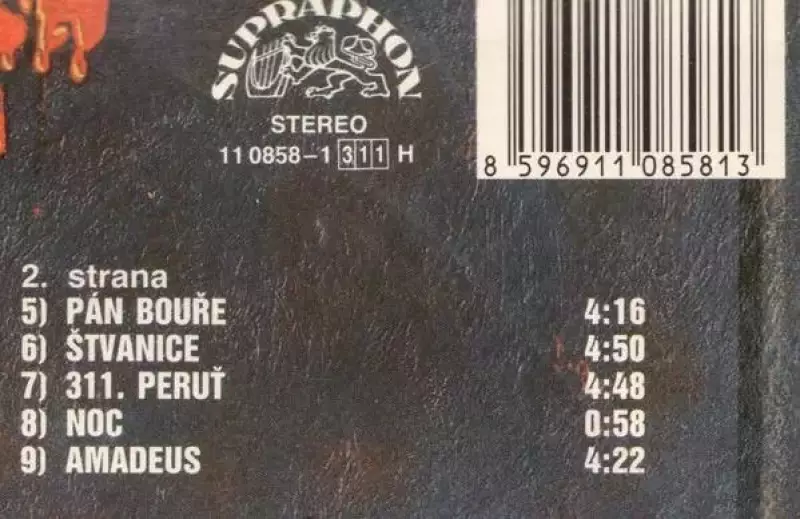 SUPRAPHON
STEREO
11 0858-1 311 H
8 596911 085813
2. strana
5) PÁN BOUŘE 4:16
6) ŠTVANICE 4:50
7) 311. PERUŤ 4:48
8) NOC 0:58
9) AMADEUS 4:22